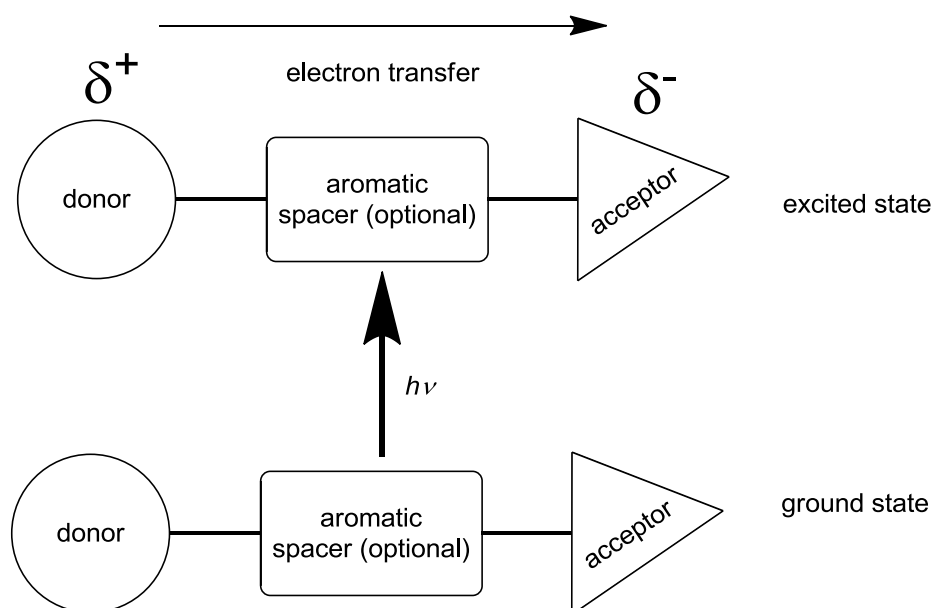 electron transfer
δ+
δ-
donor
aromatic
spacer (optional)
acceptor
excited state
hν
donor
aromatic
spacer (optional)
acceptor
ground state